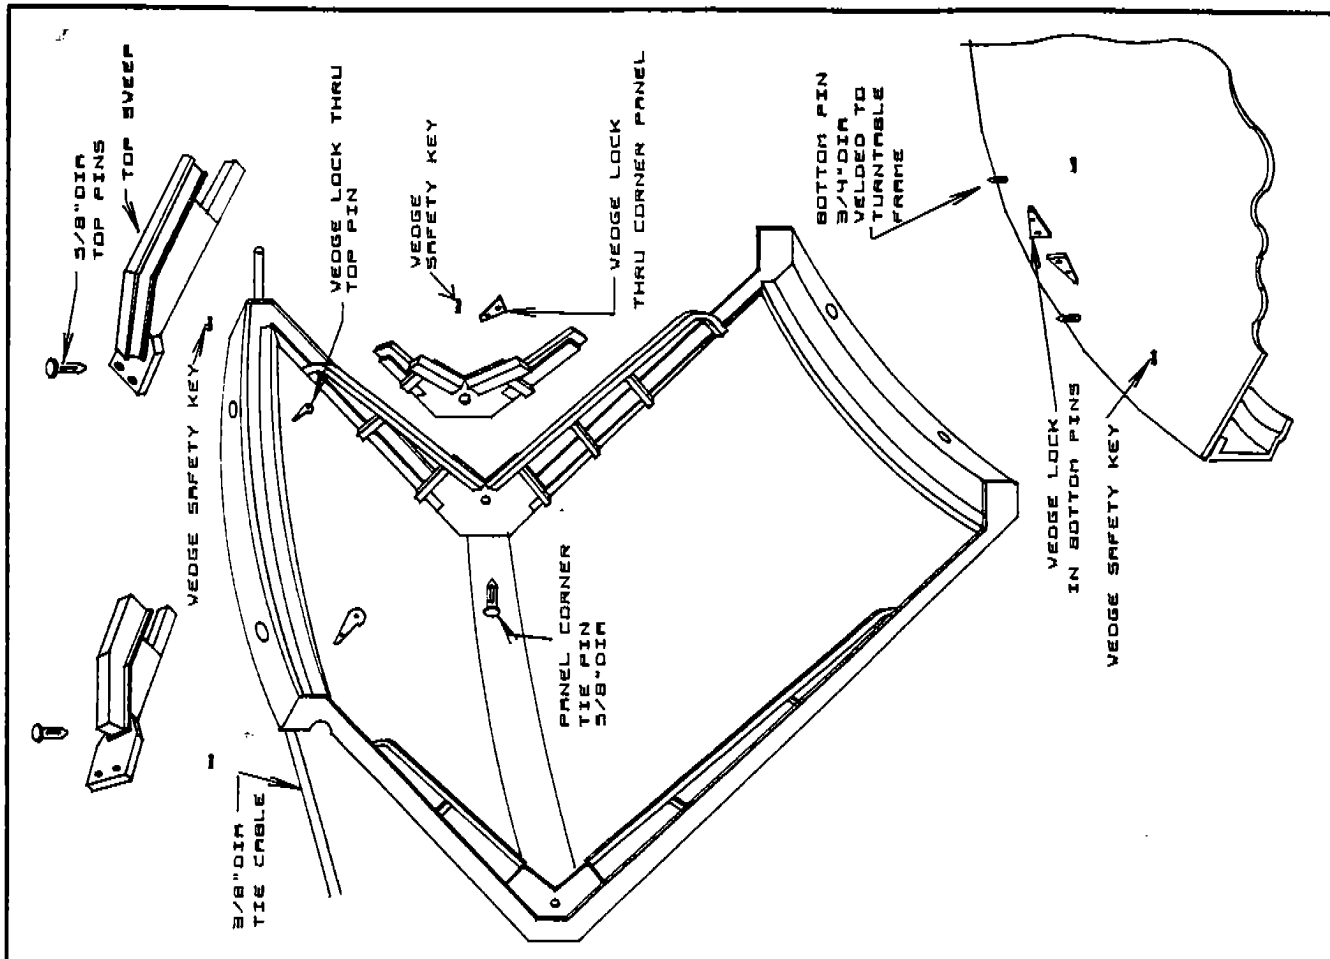 5/8"DIA
TOP PINS
TOP SWEEP
WEDGE LOCK THRU
TOP PIN
WEDGE
SAFETY KEY
WEDGE LOCK
THRU CORNER PANEL
BOTTOM PIN
3/4"DIA
WELDED TO
TURNTABLE
FRAME
WEDGE SAFETY KEY
PANEL CORNER
TIE PIN
5/8"DIA
WEDGE LOCK
IN BOTTOM PINS
WEDGE SAFETY KEY
3/8"DIA
TIE CABLE